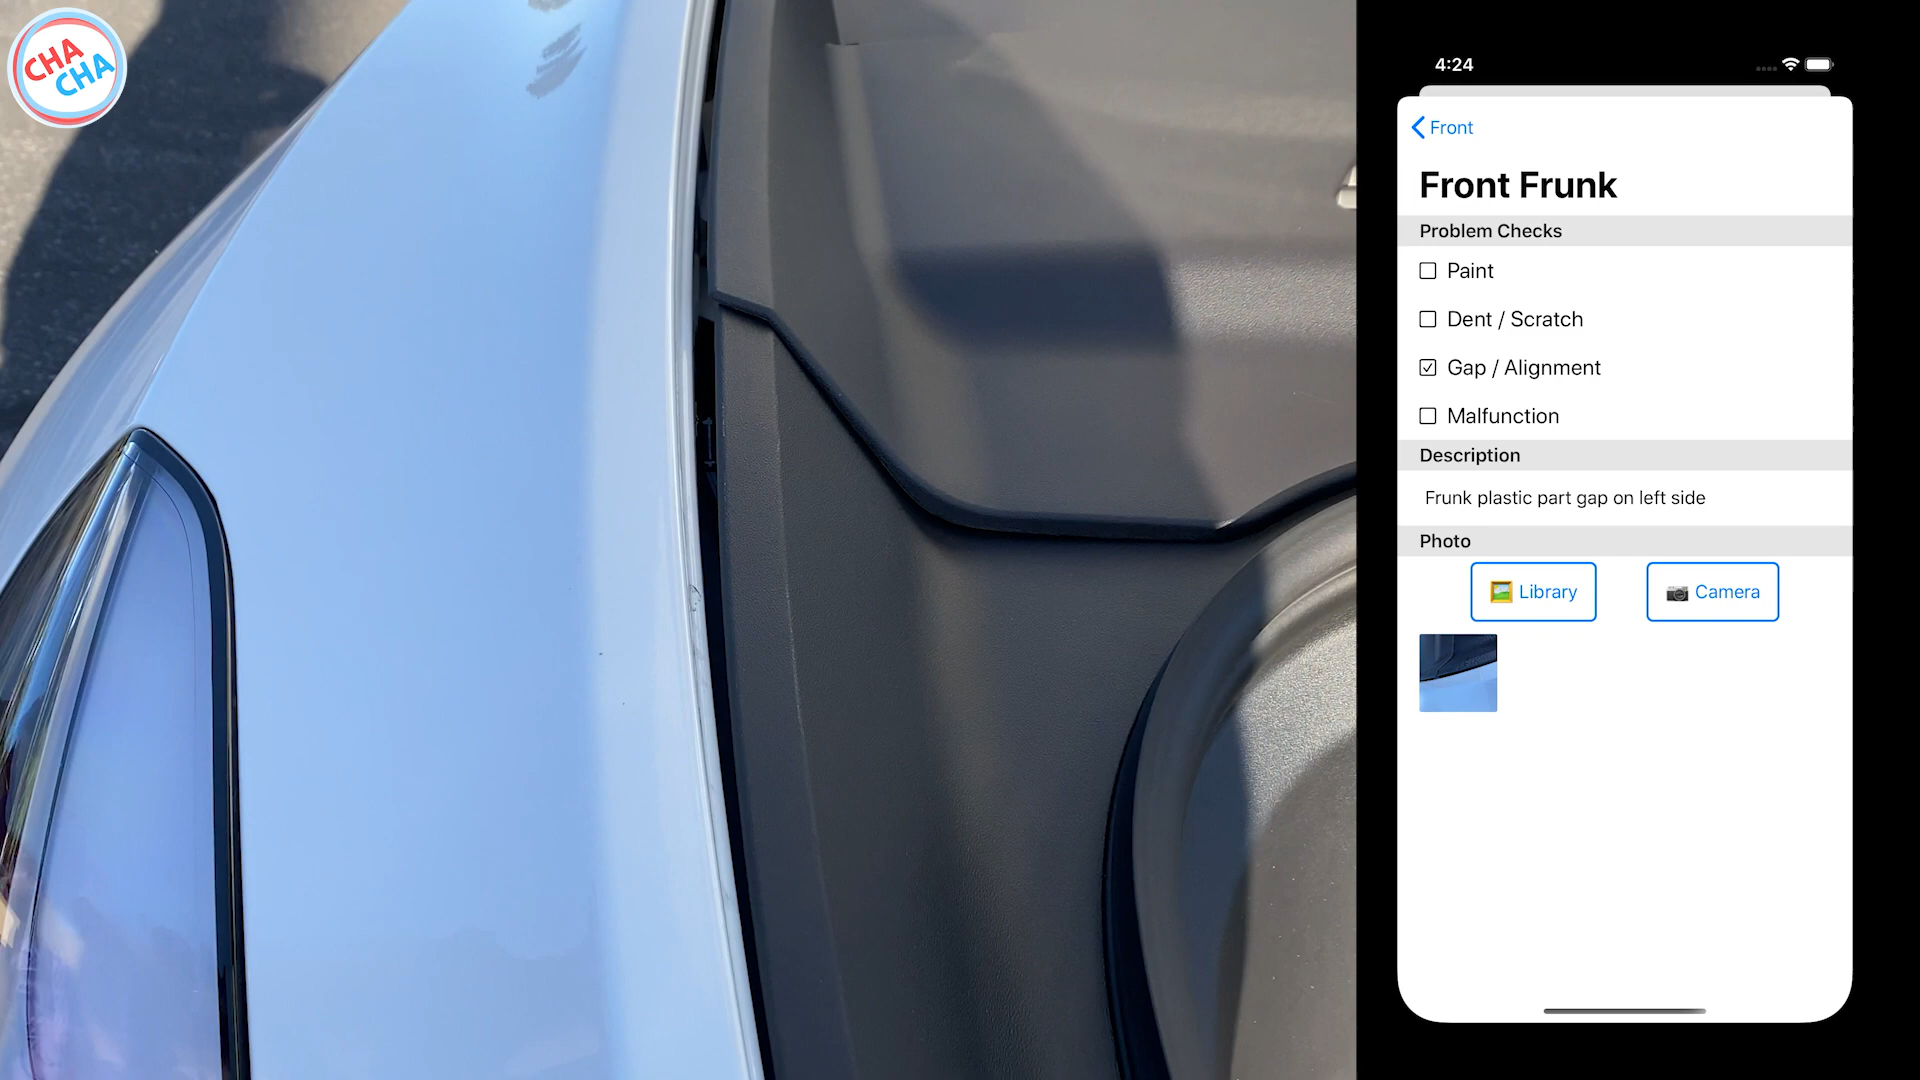 CHA
CHA
4:24
Front
Front Frunk
Problem Checks
Paint
Dent / Scratch
Gap / Alignment
Malfunction
Description
Frunk plastic part gap on left side
Photo
Library
Camera